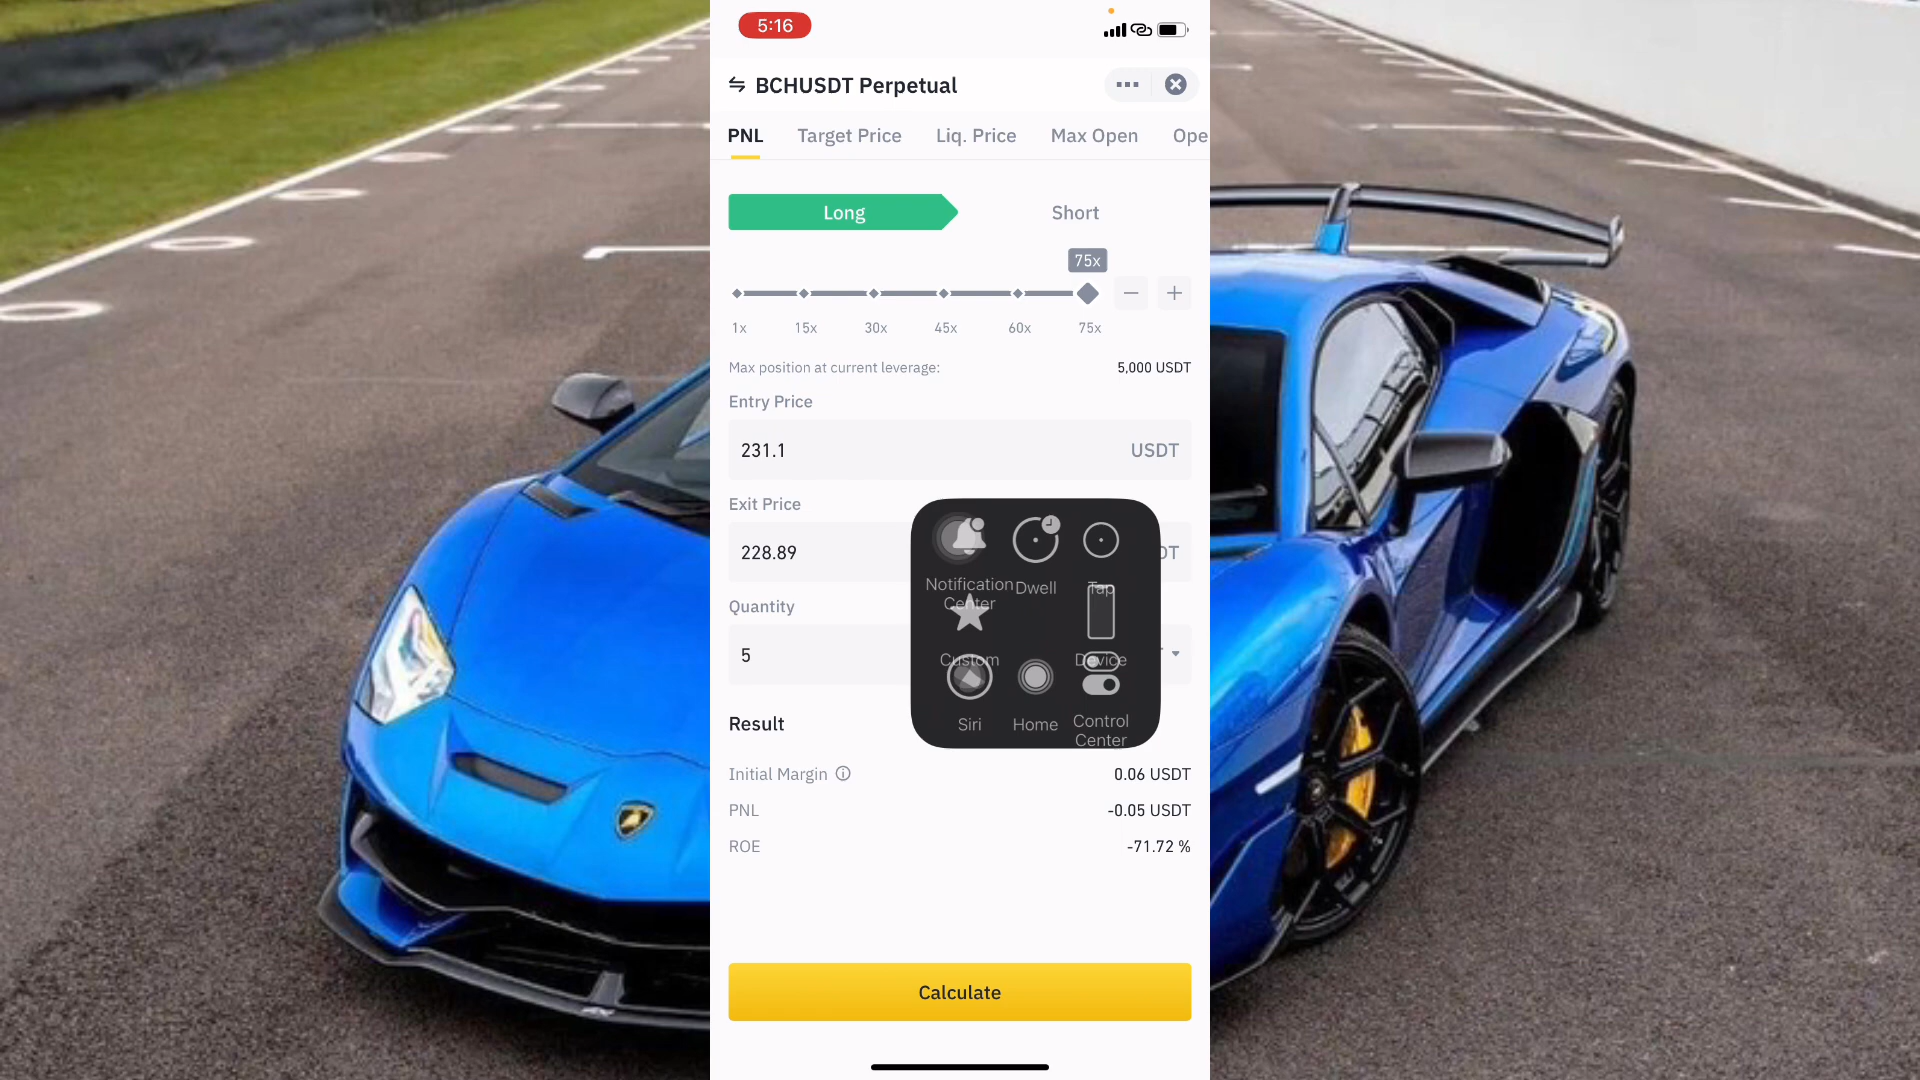 5:16
BCHUSDT Perpetual
PNL Target Price Liq. Price Max Open Ope
Long Short
75x
1x 15x 30x 45x 60x 75x
Max position at current leverage: 5,000 USDT
Entry Price
231.1 USDT
Exit Price
228.89 DT
Quantity
5
Notification Center Dwell Tap
Custom Device
Siri Home Control Center
Result
Initial Margin 0.06 USDT
PNL -0.05 USDT
ROE -71.72 %
Calculate